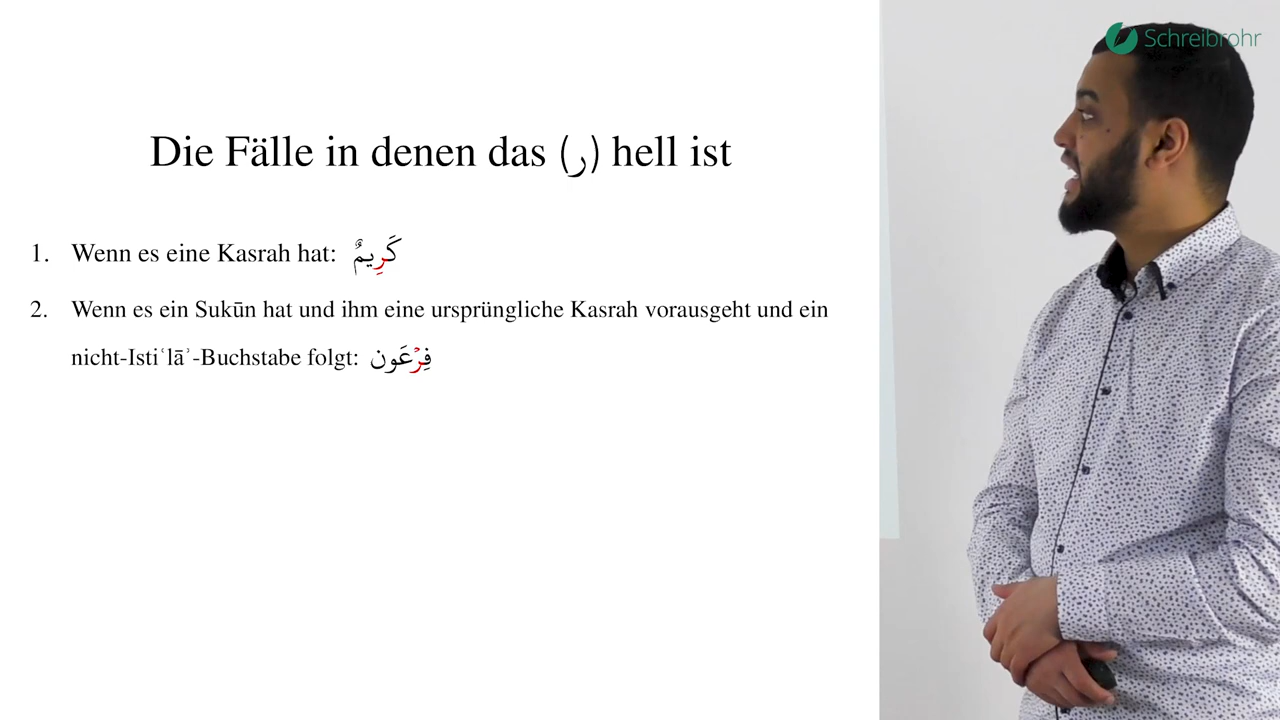 Schreibrohr
Die Fälle in denen das (ر) hell ist
1. Wenn es eine Kasrah hat: كَرِيمٌ
2. Wenn es ein Sukūn hat und ihm eine ursprüngliche Kasrah vorausgeht und ein
nicht-Istiʿlāʾ-Buchstabe folgt: فِرْعَون